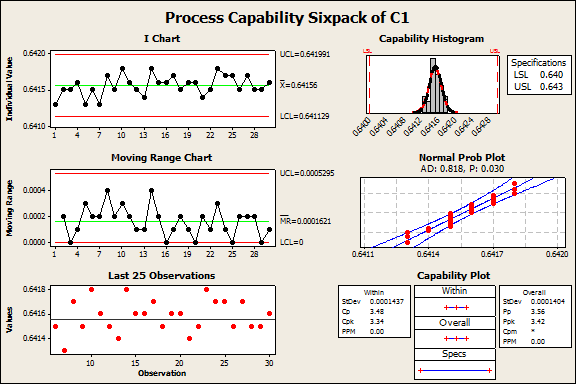 Process Capability Sixpack of C1
I Chart
Individual Value
0.6420
0.6415
0.6410
1 4 7 10 13 16 19 22 25 28
UCL=0.641991
X=0.64156
LCL=0.641129
Capability Histogram
LSL USL
0.6400 0.6404 0.6408 0.6412 0.6416 0.6420 0.6424 0.6428
Specifications
LSL 0.640
USL 0.643
Moving Range Chart
Moving Range
0.0004
0.0002
0.0000
1 4 7 10 13 16 19 22 25 28
UCL=0.0005295
MR=0.0001621
LCL=0
Normal Prob Plot
AD: 0.818, P: 0.030
0.6411 0.6414 0.6417 0.6420
Last 25 Observations
Values
0.6418
0.6416
0.6414
10 15 20 25 30
Observation
Capability Plot
Within
StDev 0.0001437
Cp 3.48
Cpk 3.34
PPM 0.00
Within
Overall
Specs
Overall
StDev 0.0001404
Pp 3.56
Ppk 3.42
Cpm *
PPM 0.00